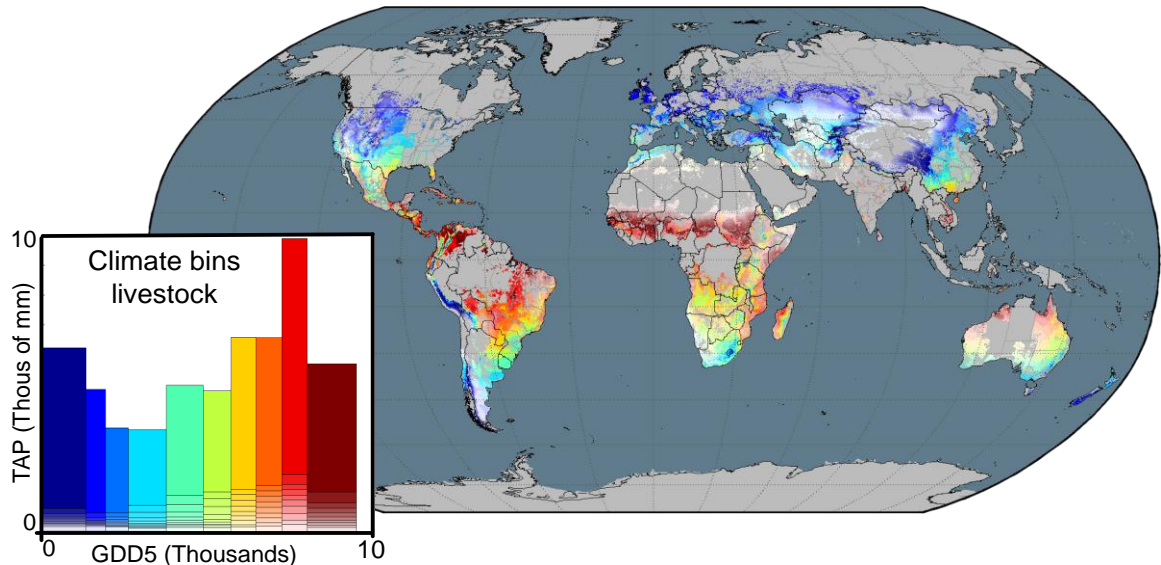 10
Climate bins
livestock
TAP (Thous of mm)
0
0
10
GDD5 (Thousands)